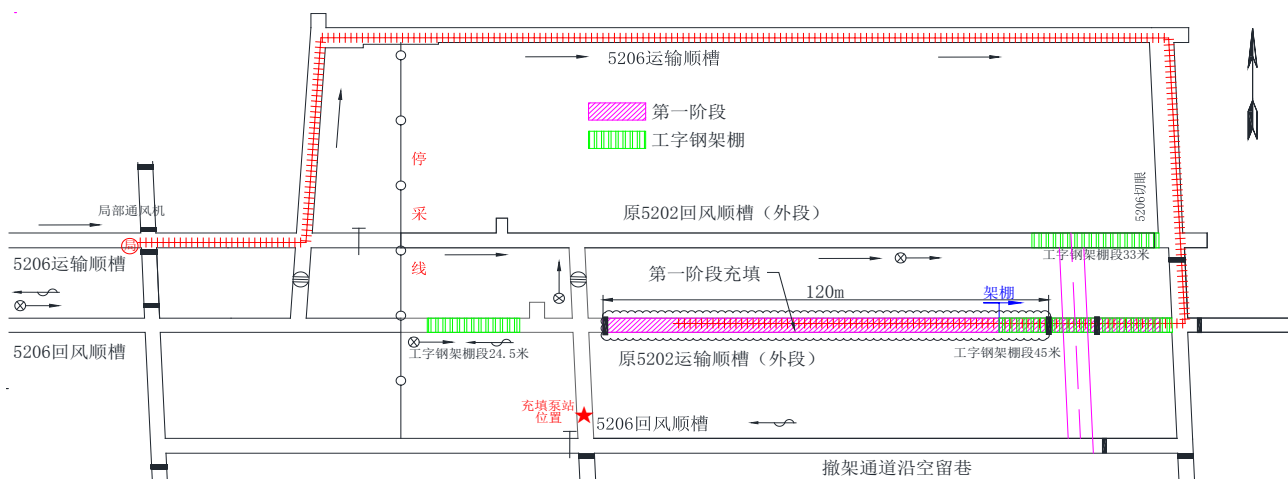 5206运输顺槽
第一阶段
工字钢架棚
停
采
线
5206切眼
局部通风机
局
原5202回风顺槽（外段）
5206运输顺槽
工字钢架棚段33米
第一阶段充填
120m
架棚
5206回风顺槽
工字钢架棚段24.5米
原5202运输顺槽（外段）
工字钢架棚段45米
充填泵站
位置
5206回风顺槽
撤架通道沿空留巷